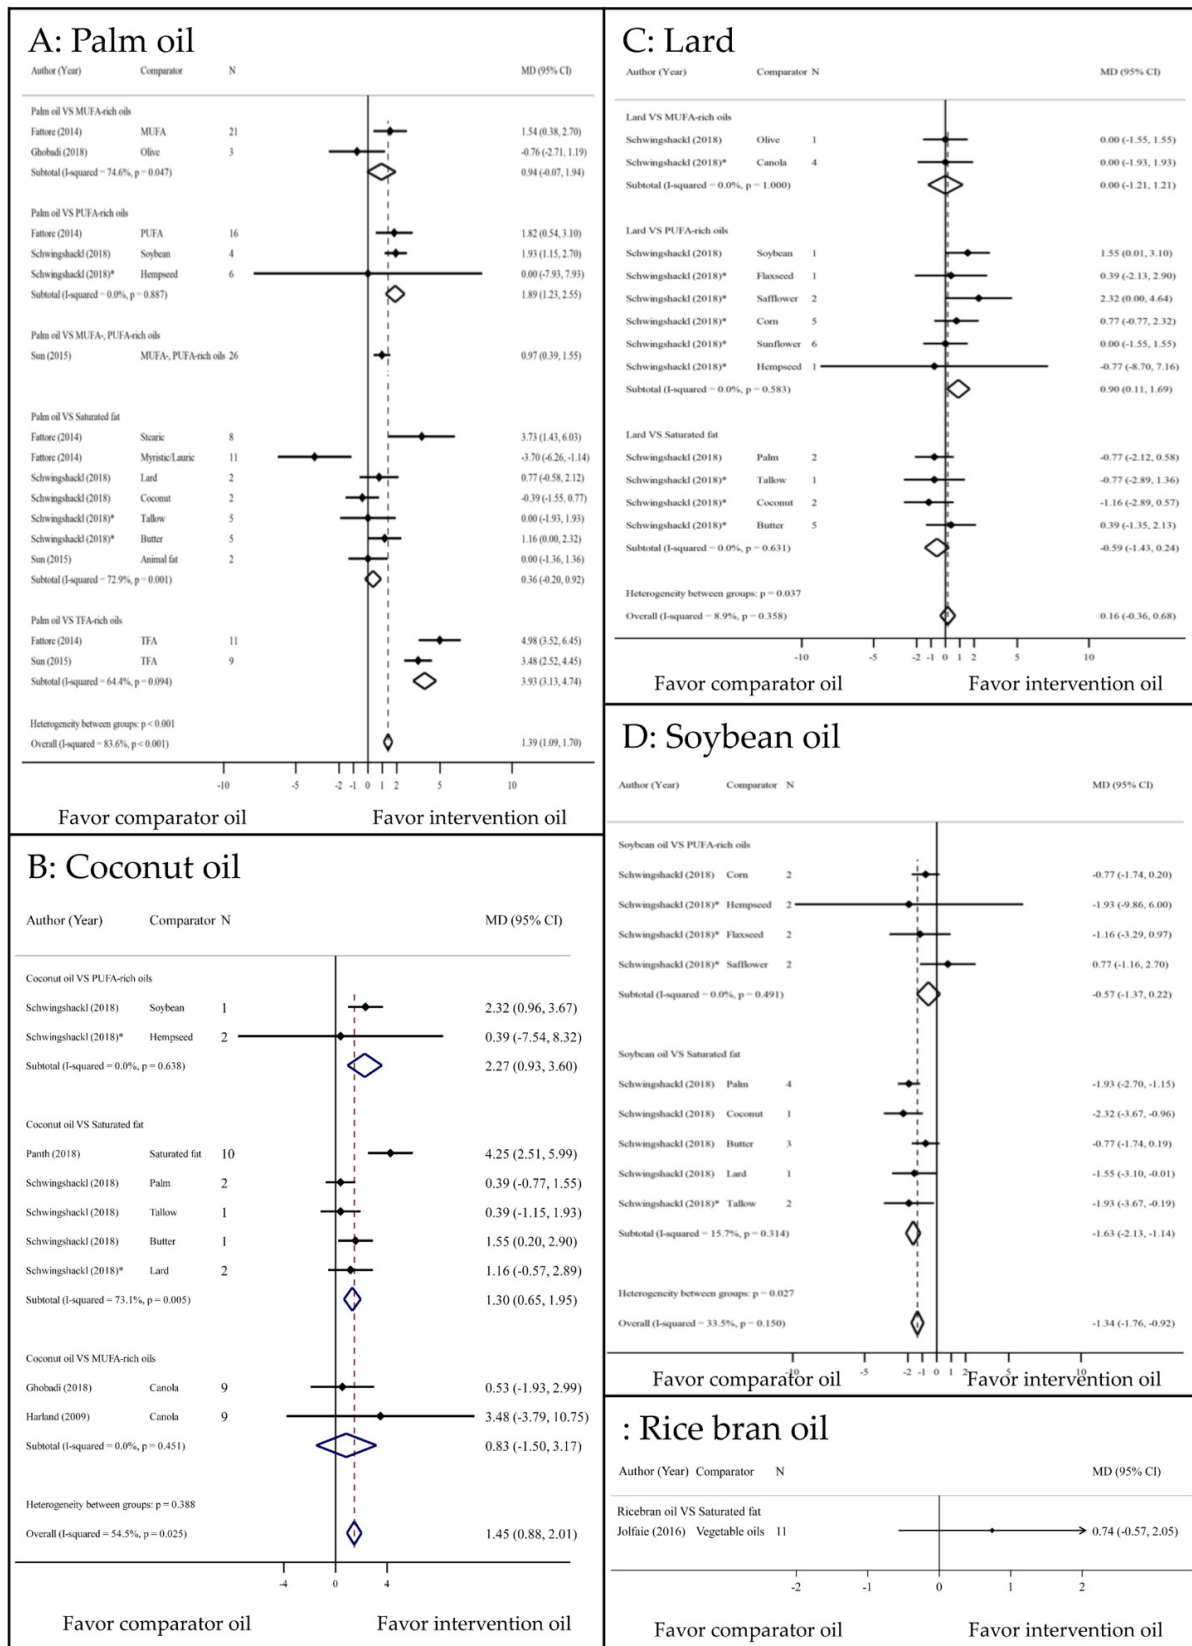 A: Palm oil
Author (Year) Comparator N MD (95% CI)
Palm oil VS MUFA-rich oils
Fattore (2014) MUFA 21 1.54 (0.38, 2.70)
Ghobadi (2018) Olive 3 -0.76 (-2.71, 1.19)
Subtotal (I-squared = 74.6%, p = 0.047) 0.94 (-0.07, 1.94)
Palm oil VS PUFA-rich oils
Fattore (2014) PUFA 16 1.82 (0.54, 3.10)
Schwingshackl (2018) Soybean 4 1.93 (1.15, 2.70)
Schwingshackl (2018)* Hempseed 6 0.00 (-7.93, 7.93)
Subtotal (I-squared = 0.0%, p = 0.887) 1.89 (1.23, 2.55)
Palm oil VS MUFA-, PUFA-rich oils
Sun (2015) MUFA-, PUFA-rich oils 26 0.97 (0.39, 1.55)
Palm oil VS Saturated fat
Fattore (2014) Stearic 8 3.73 (1.43, 6.03)
Fattore (2014) Myristic/Lauric 11 -3.70 (-6.26, -1.14)
Schwingshackl (2018) Lard 2 0.77 (-0.58, 2.12)
Schwingshackl (2018) Coconut 2 -0.39 (-1.55, 0.77)
Schwingshackl (2018)* Tallow 5 0.00 (-1.93, 1.93)
Schwingshackl (2018)* Butter 5 1.16 (0.00, 2.32)
Sun (2015) Animal fat 2 0.00 (-1.36, 1.36)
Subtotal (I-squared = 72.9%, p = 0.001) 0.36 (-0.20, 0.92)
Palm oil VS TFA-rich oils
Fattore (2014) TFA 11 4.98 (3.52, 6.45)
Sun (2015) TFA 9 3.48 (2.52, 4.45)
Subtotal (I-squared = 64.4%, p = 0.094) 3.93 (3.13, 4.74)
Heterogeneity between groups: p < 0.001
Overall (I-squared = 83.6%, p < 0.001) 1.39 (1.09, 1.70)
-10 -5 -2 -1 0 1 2 5 10
Favor comparator oil Favor intervention oil
B: Coconut oil
Author (Year) Comparator N MD (95% CI)
Coconut oil VS PUFA-rich oils
Schwingshackl (2018) Soybean 1 2.32 (0.96, 3.67)
Schwingshackl (2018)* Hempseed 2 0.39 (-7.54, 8.32)
Subtotal (I-squared = 0.0%, p = 0.638) 2.27 (0.93, 3.60)
Coconut oil VS Saturated fat
Panth (2018) Saturated fat 10 4.25 (2.51, 5.99)
Schwingshackl (2018) Palm 2 0.39 (-0.77, 1.55)
Schwingshackl (2018) Tallow 1 0.39 (-1.15, 1.93)
Schwingshackl (2018) Butter 1 1.55 (0.20, 2.90)
Schwingshackl (2018)* Lard 2 1.16 (-0.57, 2.89)
Subtotal (I-squared = 73.1%, p = 0.005) 1.30 (0.65, 1.95)
Coconut oil VS MUFA-rich oils
Ghobadi (2018) Canola 9 0.53 (-1.93, 2.99)
Harland (2009) Canola 9 3.48 (-3.79, 10.75)
Subtotal (I-squared = 0.0%, p = 0.451) 0.83 (-1.50, 3.17)
Heterogeneity between groups: p = 0.388
Overall (I-squared = 54.5%, p = 0.025) 1.45 (0.88, 2.01)
-4 0 4
Favor comparator oil Favor intervention oil
C: Lard
Author (Year) Comparator N MD (95% CI)
Lard VS MUFA-rich oils
Schwingshackl (2018) Olive 1 0.00 (-1.55, 1.55)
Schwingshackl (2018)* Canola 4 0.00 (-1.93, 1.93)
Subtotal (I-squared = 0.0%, p = 1.000) 0.00 (-1.21, 1.21)
Lard VS PUFA-rich oils
Schwingshackl (2018) Soybean 1 1.55 (0.01, 3.10)
Schwingshackl (2018)* Flaxseed 1 0.39 (-2.13, 2.90)
Schwingshackl (2018)* Safflower 2 2.32 (0.00, 4.64)
Schwingshackl (2018)* Corn 5 0.77 (-0.77, 2.32)
Schwingshackl (2018)* Sunflower 6 0.00 (-1.55, 1.55)
Schwingshackl (2018)* Hempseed 1 -0.77 (-8.70, 7.16)
Subtotal (I-squared = 0.0%, p = 0.583) 0.90 (0.11, 1.69)
Lard VS Saturated fat
Schwingshackl (2018) Palm 2 -0.77 (-2.12, 0.58)
Schwingshackl (2018)* Tallow 1 -0.77 (-2.89, 1.36)
Schwingshackl (2018)* Coconut 2 -1.16 (-2.89, 0.57)
Schwingshackl (2018)* Butter 5 0.39 (-1.35, 2.13)
Subtotal (I-squared = 0.0%, p = 0.631) -0.59 (-1.43, 0.24)
Heterogeneity between groups: p = 0.037
Overall (I-squared = 8.9%, p = 0.358) 0.16 (-0.36, 0.68)
-10 -5 -2 -1 0 1 2 5 10
Favor comparator oil Favor intervention oil
D: Soybean oil
Author (Year) Comparator N MD (95% CI)
Soybean oil VS PUFA-rich oils
Schwingshackl (2018) Corn 2 -0.77 (-1.74, 0.20)
Schwingshackl (2018)* Hempseed 2 -1.93 (-9.86, 6.00)
Schwingshackl (2018)* Flaxseed 2 -1.16 (-3.29, 0.97)
Schwingshackl (2018)* Safflower 2 0.77 (-1.16, 2.70)
Subtotal (I-squared = 0.0%, p = 0.491) -0.57 (-1.37, 0.22)
Soybean oil VS Saturated fat
Schwingshackl (2018) Palm 4 -1.93 (-2.70, -1.15)
Schwingshackl (2018) Coconut 1 -2.32 (-3.67, -0.96)
Schwingshackl (2018) Butter 3 -0.77 (-1.74, 0.19)
Schwingshackl (2018) Lard 1 -1.55 (-3.10, -0.01)
Schwingshackl (2018)* Tallow 2 -1.93 (-3.67, -0.19)
Subtotal (I-squared = 15.7%, p = 0.314) -1.63 (-2.13, -1.14)
Heterogeneity between groups: p = 0.027
Overall (I-squared = 33.5%, p = 0.150) -1.34 (-1.76, -0.92)
-10 -5 -2 -1 0 1 2 5 10
Favor comparator oil Favor intervention oil
: Rice bran oil
Author (Year) Comparator N MD (95% CI)
Ricebran oil VS Saturated fat
Jolfaie (2016) Vegetable oils 11 0.74 (-0.57, 2.05)
-2 -1 0 1 2
Favor comparator oil Favor intervention oil